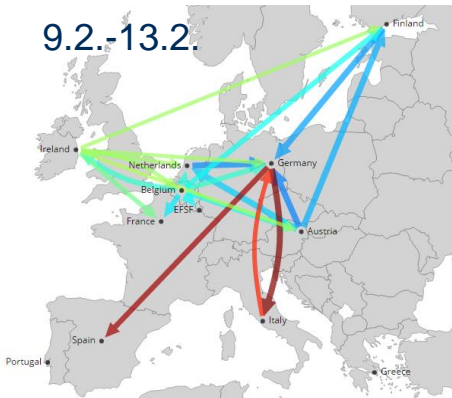 9.2.-13.2.
Finland
Ireland
Netherlands
Germany
Belgium
EFSF
France
Austria
Italy
Spain
Portugal
Greece